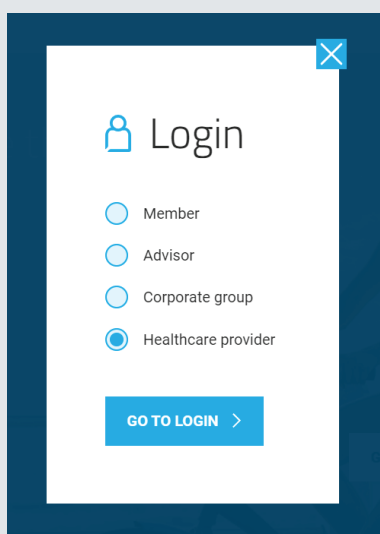 Login
Member
Advisor
Corporate group
Healthcare provider
GO TO LOGIN